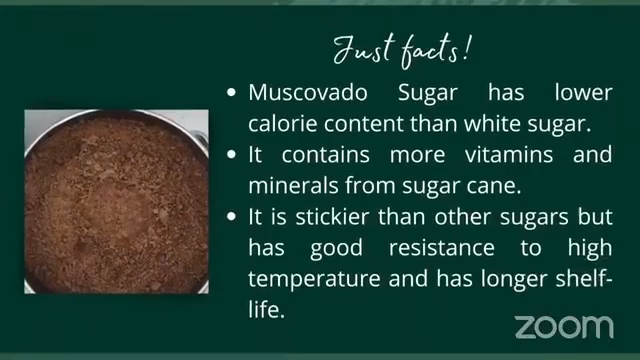 Just facts!
• Muscovado Sugar has lower
calorie content than white sugar.
• It contains more vitamins and
minerals from sugar cane.
• It is stickier than other sugars but
has good resistance to high
temperature and has longer shelf-
life.
zoom